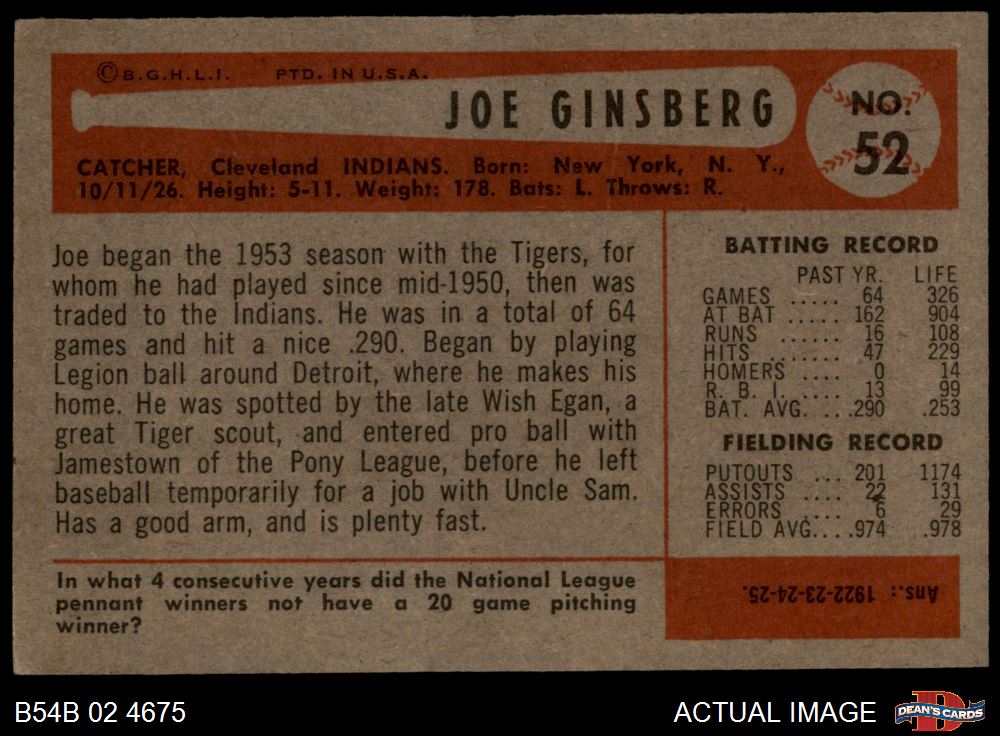 ©B.G.H.L.I. PTD. IN U.S.A.
JOE GINSBERG
NO.
52
CATCHER, Cleveland INDIANS. Born: New York, N. Y.,
10/11/26. Height: 5-11. Weight: 178. Bats: L. Throws: R.
Joe began the 1953 season with the Tigers, for
whom he had played since mid-1950, then was
traded to the Indians. He was in a total of 64
games and hit a nice .290. Began by playing
Legion ball around Detroit, where he makes his
home. He was spotted by the late Wish Egan, a
great Tiger scout, and entered pro ball with
Jamestown of the Pony League, before he left
baseball temporarily for a job with Uncle Sam.
Has a good arm, and is plenty fast.
BATTING RECORD
PAST YR. LIFE
GAMES ..... 64 326
AT BAT ...... 162 904
RUNS ...... 16 108
HITS ........ 47 229
HOMERS .... 0 14
R. B. I. ..... 13 99
BAT. AVG. ....290 .253
FIELDING RECORD
PUTOUTS ... 201 1174
ASSISTS .... 22 131
ERRORS .... 6 29
FIELD AVG....974 .978
In what 4 consecutive years did the National League
pennant winners not have a 20 game pitching
winner?
Ans.: 1922-23-24-25.
B54B 02 4675
ACTUAL IMAGE
DEAN'S CARDS